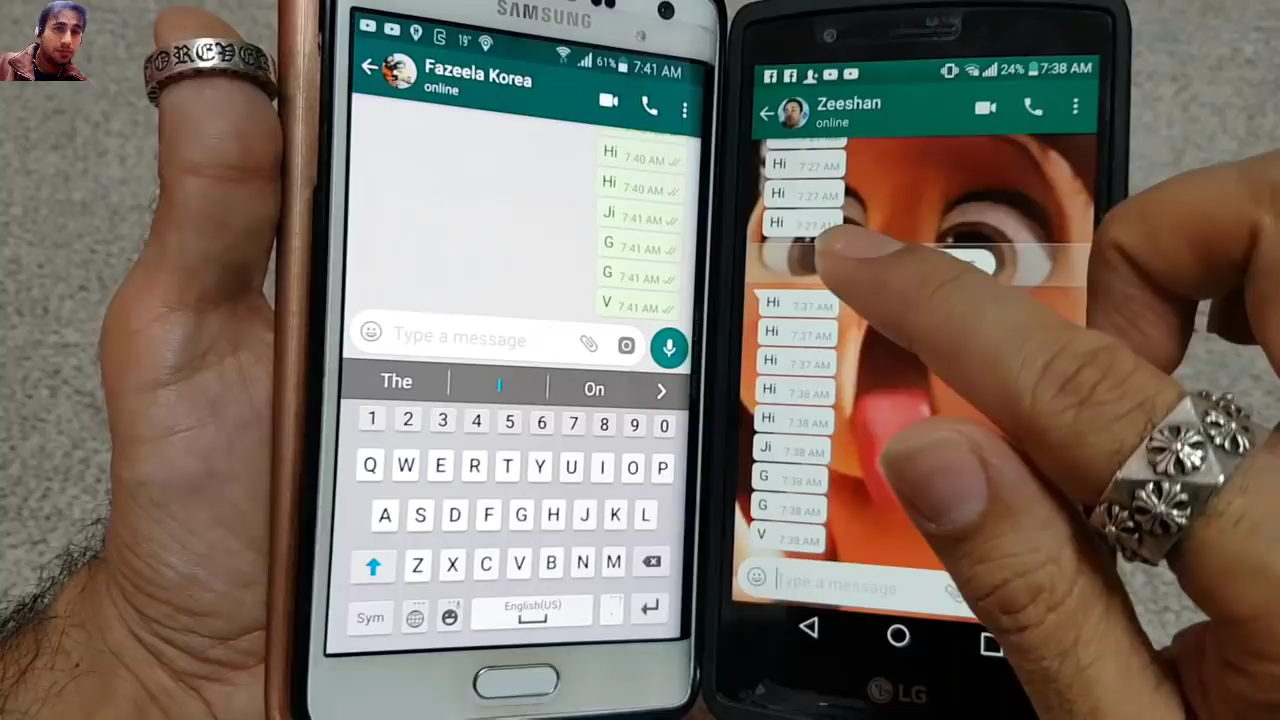 OREVE
SAMSUNG
19°
61%
7:41 AM
Fazeela Korea
online
Hi 7:40 AM
Hi 7:40 AM
Ji 7:41 AM
G 7:41 AM
G 7:41 AM
V 7:41 AM
Type a message
The
I
On
1 2 3 4 5 6 7 8 9 0
Q W E R T Y U I O P
A S D F G H J K L
Z X C V B N M
Sym
English(US)
24%
7:38 AM
Zeeshan
online
Hi 7:27 AM
Hi 7:27 AM
Hi 7:27 AM
Hi 7:37 AM
Hi 7:37 AM
Hi 7:37 AM
Hi 7:38 AM
Hi 7:38 AM
Ji 7:38 AM
G 7:38 AM
G 7:38 AM
V 7:38 AM
Type a message
LG